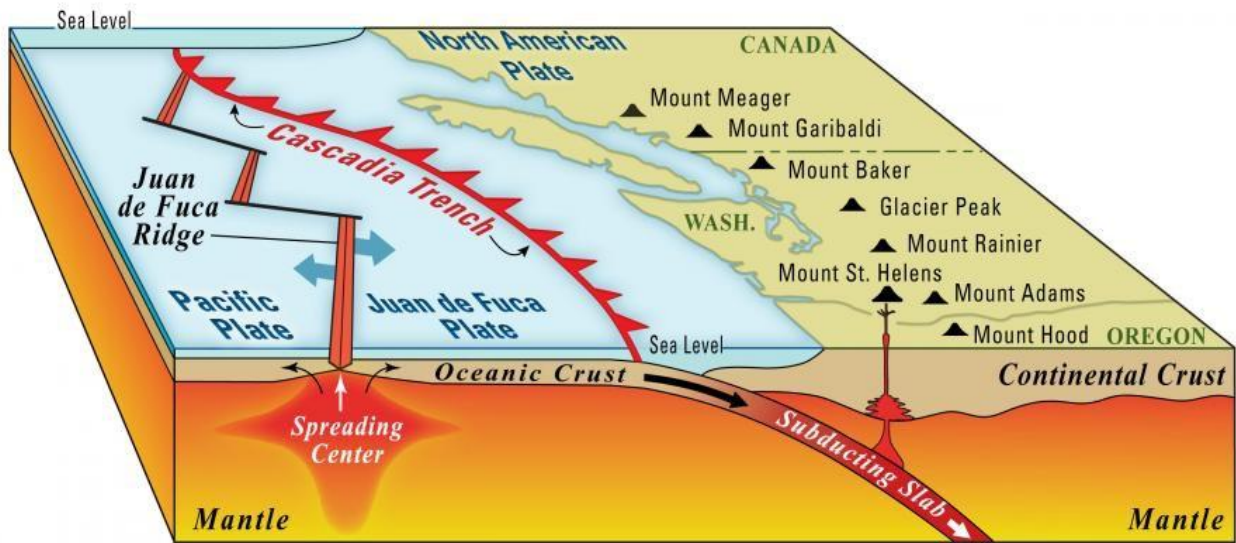 Sea Level
North American
Plate
CANADA
Mount Meager
Mount Garibaldi
Mount Baker
Cascadia Trench
Juan
de Fuca
Ridge
WASH.
Glacier Peak
Mount Rainier
Mount St. Helens
Mount Adams
Pacific
Plate
Juan de Fuca
Plate
Sea Level
Mount Hood
OREGON
Oceanic Crust
Continental Crust
Spreading
Center
Subducting Slab
Mantle
Mantle